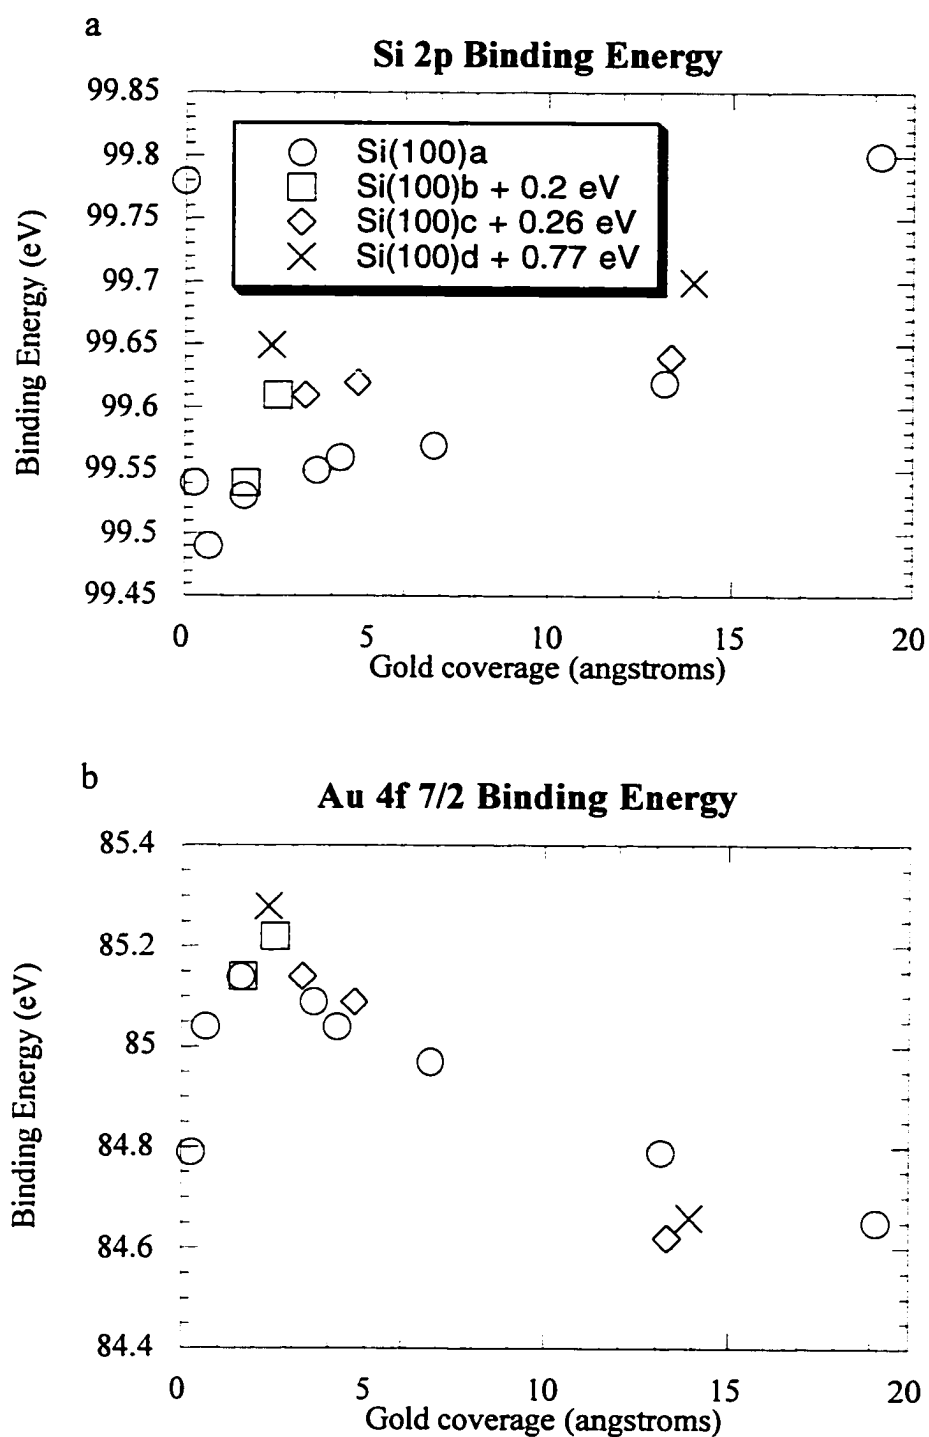 a
Si 2p Binding Energy
99.85
99.8
99.75
99.7
99.65
99.6
99.55
99.5
99.45
Binding Energy (eV)
Si(100)a
Si(100)b + 0.2 eV
Si(100)c + 0.26 eV
Si(100)d + 0.77 eV
0 5 10 15 20
Gold coverage (angstroms)
b
Au 4f 7/2 Binding Energy
85.4
85.2
85
84.8
84.6
84.4
Binding Energy (eV)
0 5 10 15 20
Gold coverage (angstroms)